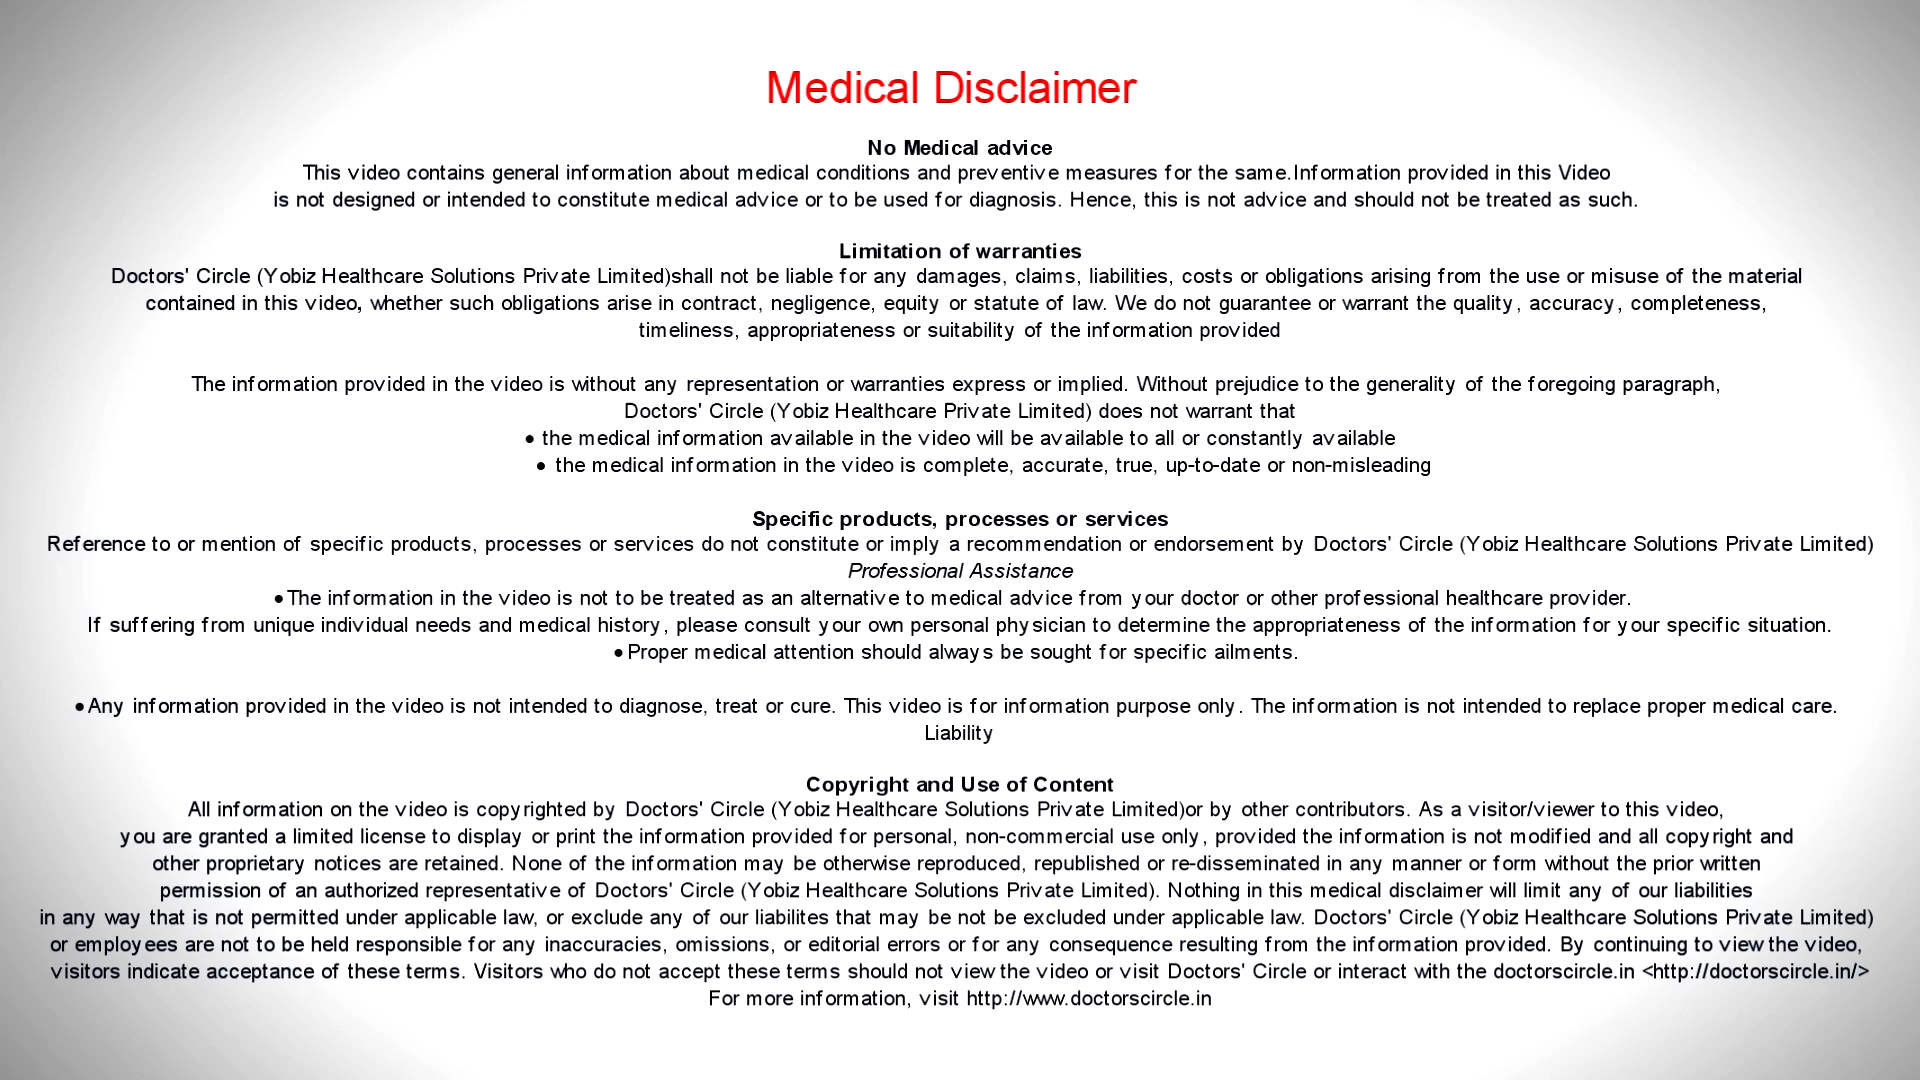 Medical Disclaimer
No Medical advice
This video contains general information about medical conditions and preventive measures for the same.Information provided in this Video
is not designed or intended to constitute medical advice or to be used for diagnosis. Hence, this is not advice and should not be treated as such.
Limitation of warranties
Doctors' Circle (Yobiz Healthcare Solutions Private Limited)shall not be liable for any damages, claims, liabilities, costs or obligations arising from the use or misuse of the material
contained in this video, whether such obligations arise in contract, negligence, equity or statute of law. We do not guarantee or warrant the quality, accuracy, completeness,
timeliness, appropriateness or suitability of the information provided
The information provided in the video is without any representation or warranties express or implied. Without prejudice to the generality of the foregoing paragraph,
Doctors' Circle (Yobiz Healthcare Private Limited) does not warrant that
• the medical information available in the video will be available to all or constantly available
• the medical information in the video is complete, accurate, true, up-to-date or non-misleading
Specific products, processes or services
Reference to or mention of specific products, processes or services do not constitute or imply a recommendation or endorsement by Doctors' Circle (Yobiz Healthcare Solutions Private Limited)
Professional Assistance
•The information in the video is not to be treated as an alternative to medical advice from your doctor or other professional healthcare provider.
If suffering from unique individual needs and medical history, please consult your own personal physician to determine the appropriateness of the information for your specific situation.
•Proper medical attention should always be sought for specific ailments.
•Any information provided in the video is not intended to diagnose, treat or cure. This video is for information purpose only. The information is not intended to replace proper medical care.
Liability
Copyright and Use of Content
All information on the video is copyrighted by Doctors' Circle (Yobiz Healthcare Solutions Private Limited)or by other contributors. As a visitor/viewer to this video,
you are granted a limited license to display or print the information provided for personal, non-commercial use only, provided the information is not modified and all copyright and
other proprietary notices are retained. None of the information may be otherwise reproduced, republished or re-disseminated in any manner or form without the prior written
permission of an authorized representative of Doctors' Circle (Yobiz Healthcare Solutions Private Limited). Nothing in this medical disclaimer will limit any of our liabilities
in any way that is not permitted under applicable law, or exclude any of our liabilites that may be not be excluded under applicable law. Doctors' Circle (Yobiz Healthcare Solutions Private Limited)
or employees are not to be held responsible for any inaccuracies, omissions, or editorial errors or for any consequence resulting from the information provided. By continuing to view the video,
visitors indicate acceptance of these terms. Visitors who do not accept these terms should not view the video or visit Doctors' Circle or interact with the doctorscircle.in <http://doctorscircle.in/>
For more information, visit http://www.doctorscircle.in